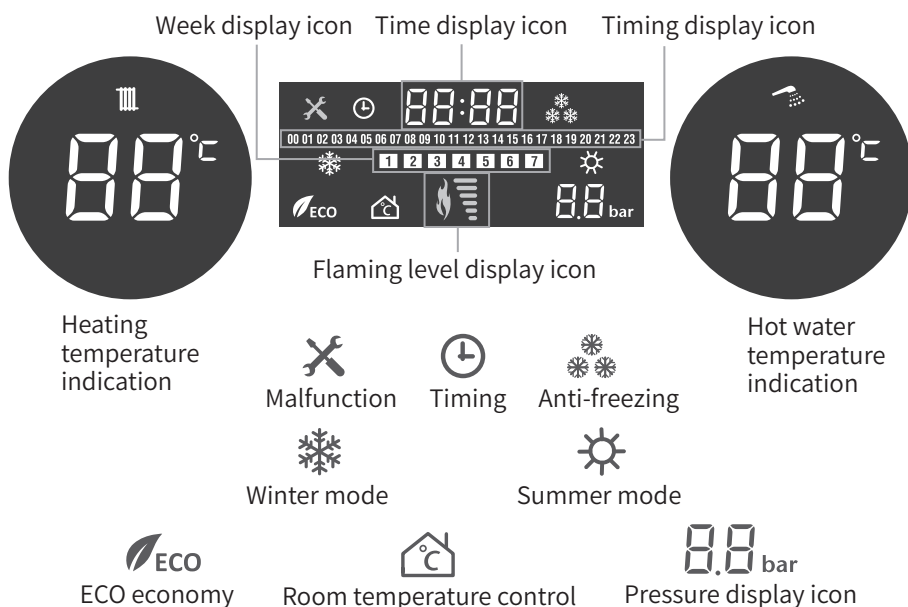 Week display icon Time display icon Timing display icon
88:88
00 01 02 03 04 05 06 07 08 09 10 11 12 13 14 15 16 17 18 19 20 21 22 23
88°C
1 2 3 4 5 6 7
88°C
ECO °C 8.8 bar
Flaming level display icon
Heating
temperature
indication
Hot water
temperature
indication
Malfunction Timing Anti-freezing
Winter mode Summer mode
ECO °C 8.8 bar
ECO economy Room temperature control Pressure display icon